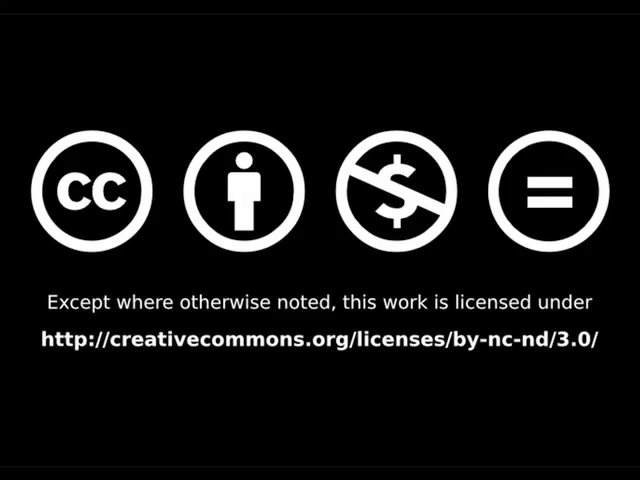 cc
$
=
Except where otherwise noted, this work is licensed under
http://creativecommons.org/licenses/by-nc-nd/3.0/